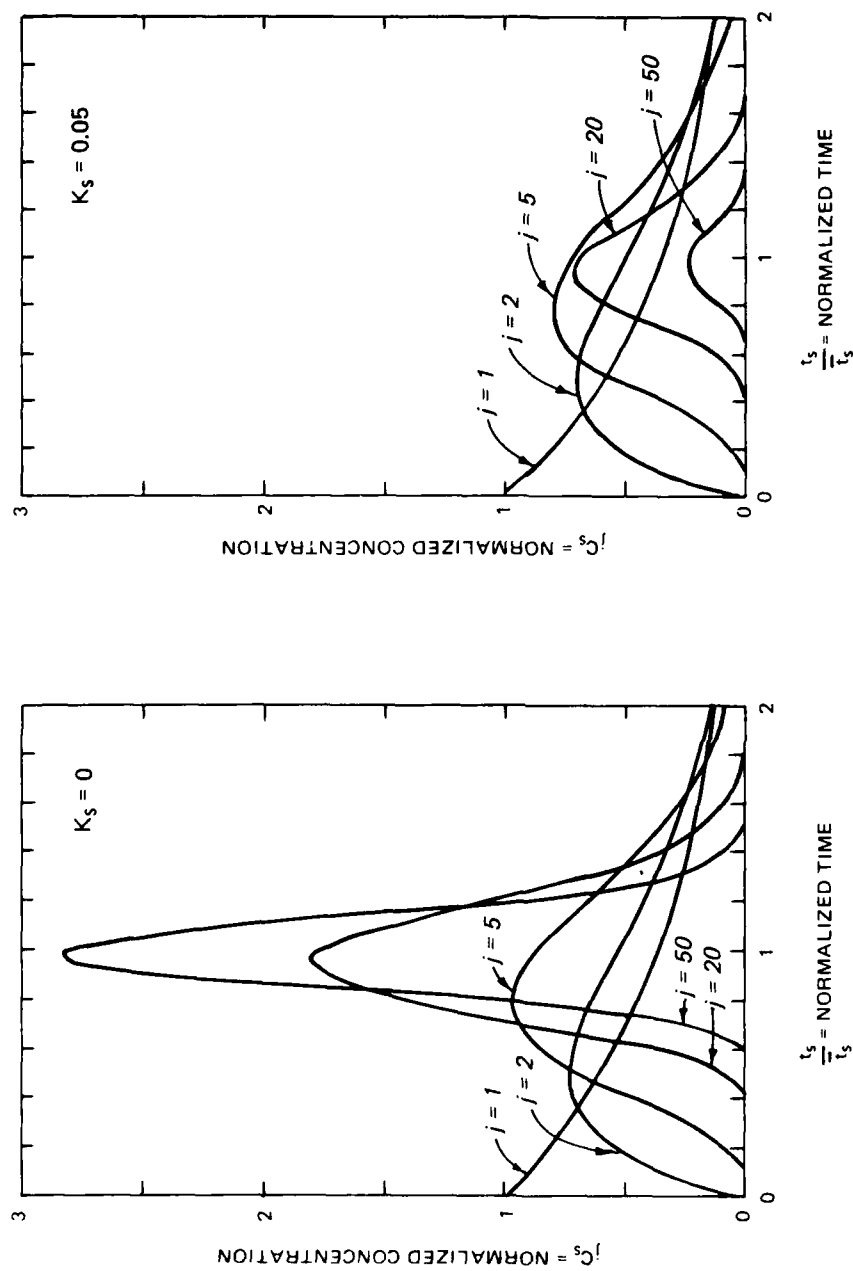 K_s = 0
3
2
1
0
0
1
2
j = 1
j = 2
j = 5
j = 50
j = 20
jC_s = NORMALIZED CONCENTRATION
t_s/t̄_s = NORMALIZED TIME
K_s = 0.05
3
2
1
0
0
1
2
j = 1
j = 2
j = 5
j = 20
j = 50
jC_s = NORMALIZED CONCENTRATION
t_s/t̄_s = NORMALIZED TIME